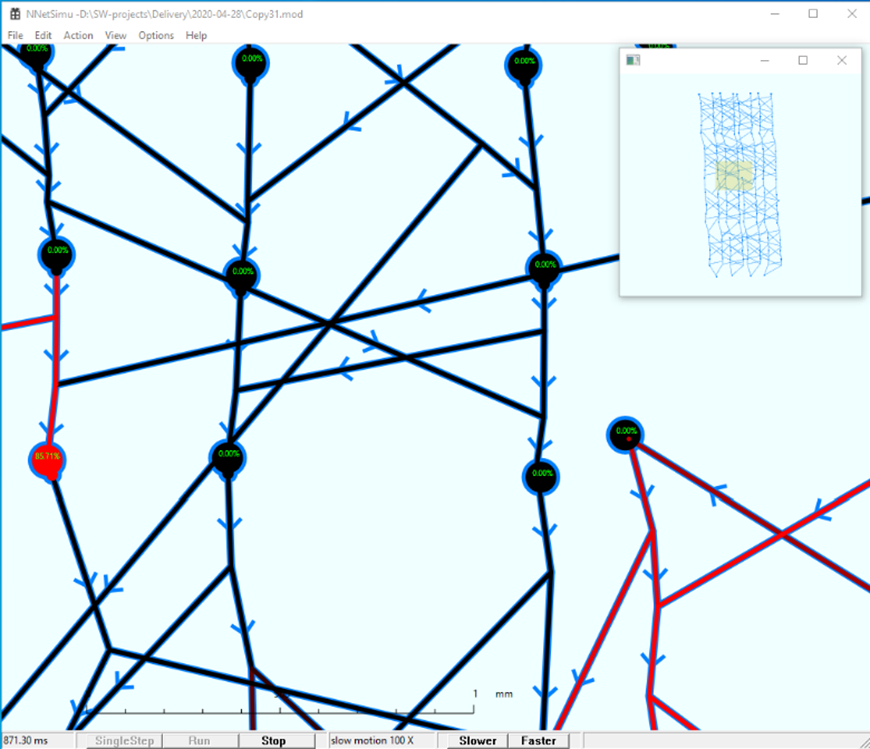 NNetSimu -D:\SW-projects\Delivery\2020-04-28\Copy31.mod
File Edit Action View Options Help
0.00%
0.00%
0.00%
0.00%
0.00%
0.00%
0.00%
85.71%
0.00%
0.00%
0.00%
1 mm
871.30 ms SingleStep Run Stop slow motion 100 X Slower Faster